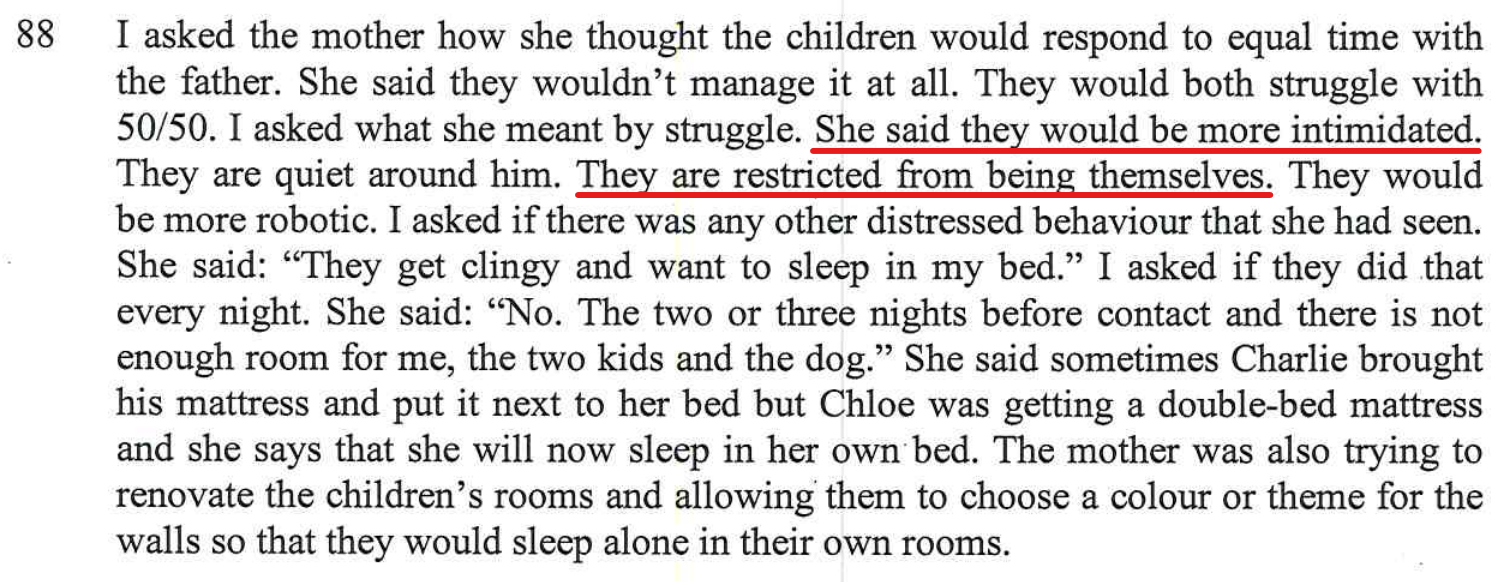 88 I asked the mother how she thought the children would respond to equal time with
the father. She said they wouldn’t manage it at all. They would both struggle with
50/50. I asked what she meant by struggle. She said they would be more intimidated.
They are quiet around him. They are restricted from being themselves. They would
be more robotic. I asked if there was any other distressed behaviour that she had seen.
She said: “They get clingy and want to sleep in my bed.” I asked if they did that
every night. She said: “No. The two or three nights before contact and there is not
enough room for me, the two kids and the dog.” She said sometimes Charlie brought
his mattress and put it next to her bed but Chloe was getting a double-bed mattress
and she says that she will now sleep in her own bed. The mother was also trying to
renovate the children’s rooms and allowing them to choose a colour or theme for the
walls so that they would sleep alone in their own rooms.